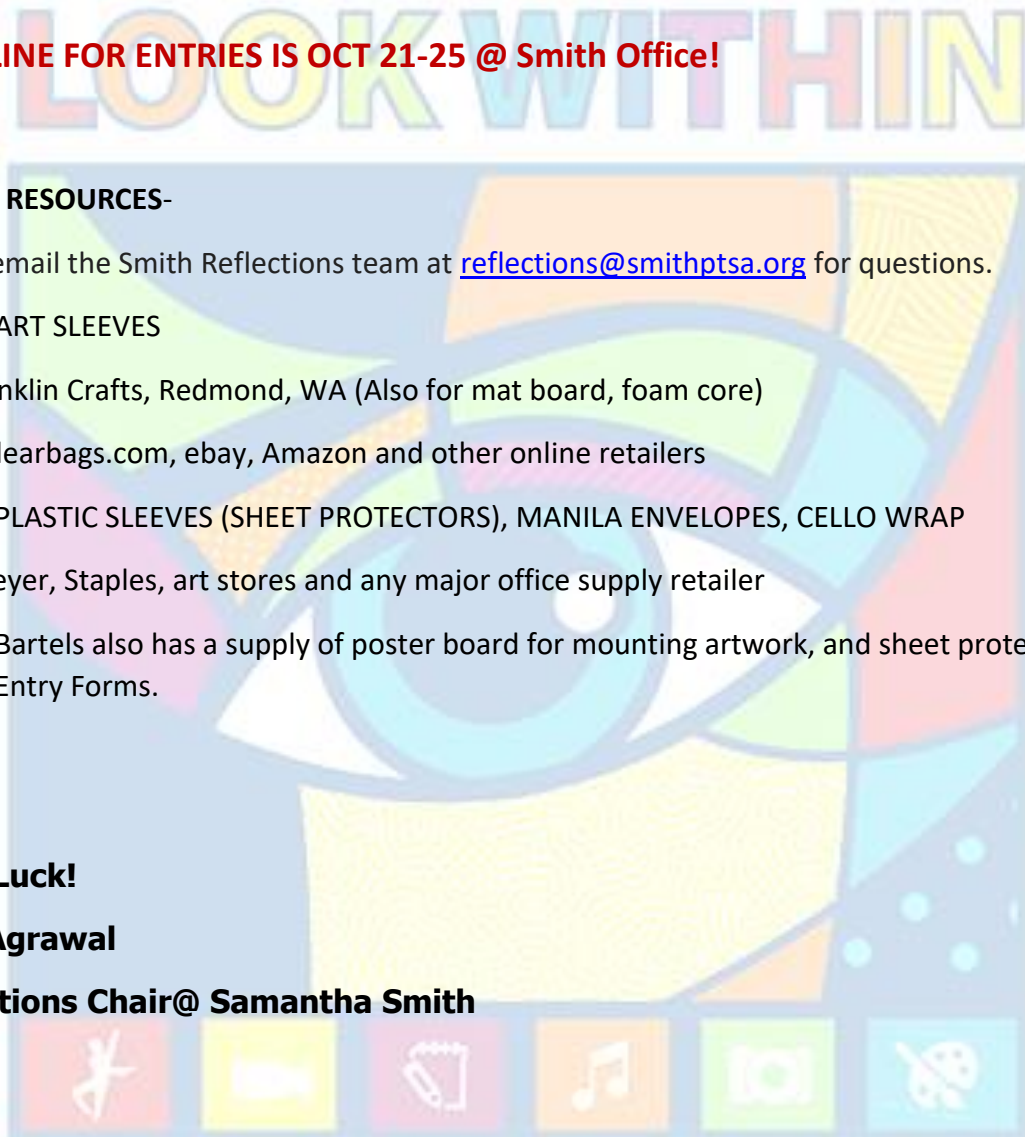 LOOK WITHIN
LINE FOR ENTRIES IS OCT 21-25 @ Smith Office!
RESOURCES-
email the Smith Reflections team at reflections@smithptsa.org for questions.
ART SLEEVES
nklin Crafts, Redmond, WA (Also for mat board, foam core)
learbags.com, ebay, Amazon and other online retailers
PLASTIC SLEEVES (SHEET PROTECTORS), MANILA ENVELOPES, CELLO WRAP
eyer, Staples, art stores and any major office supply retailer
Bartels also has a supply of poster board for mounting artwork, and sheet prote
Entry Forms.
Luck!
Agrawal
tions Chair@ Samantha Smith